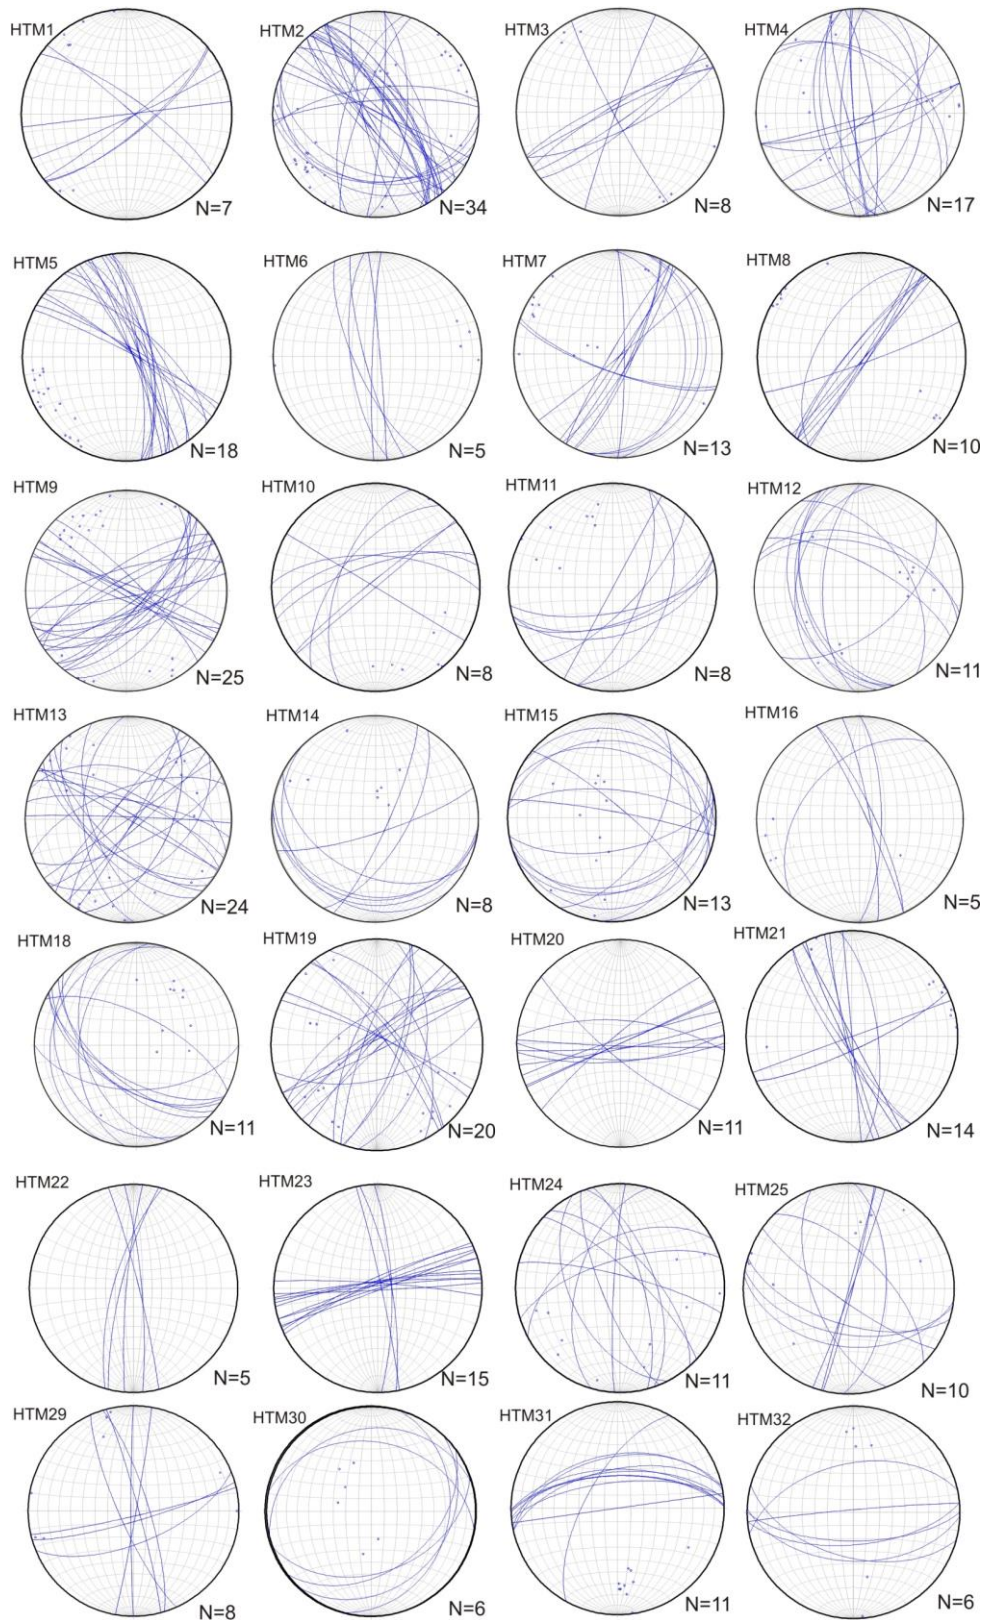 HTM1
N=7
HTM2
N=34
HTM3
N=8
HTM4
N=17
HTM5
N=18
HTM6
N=5
HTM7
N=13
HTM8
N=10
HTM9
N=25
HTM10
N=8
HTM11
N=8
HTM12
N=11
HTM13
N=24
HTM14
N=8
HTM15
N=13
HTM16
N=5
HTM18
N=11
HTM19
N=20
HTM20
N=11
HTM21
N=14
HTM22
N=5
HTM23
N=15
HTM24
N=11
HTM25
N=10
HTM29
N=8
HTM30
N=6
HTM31
N=11
HTM32
N=6